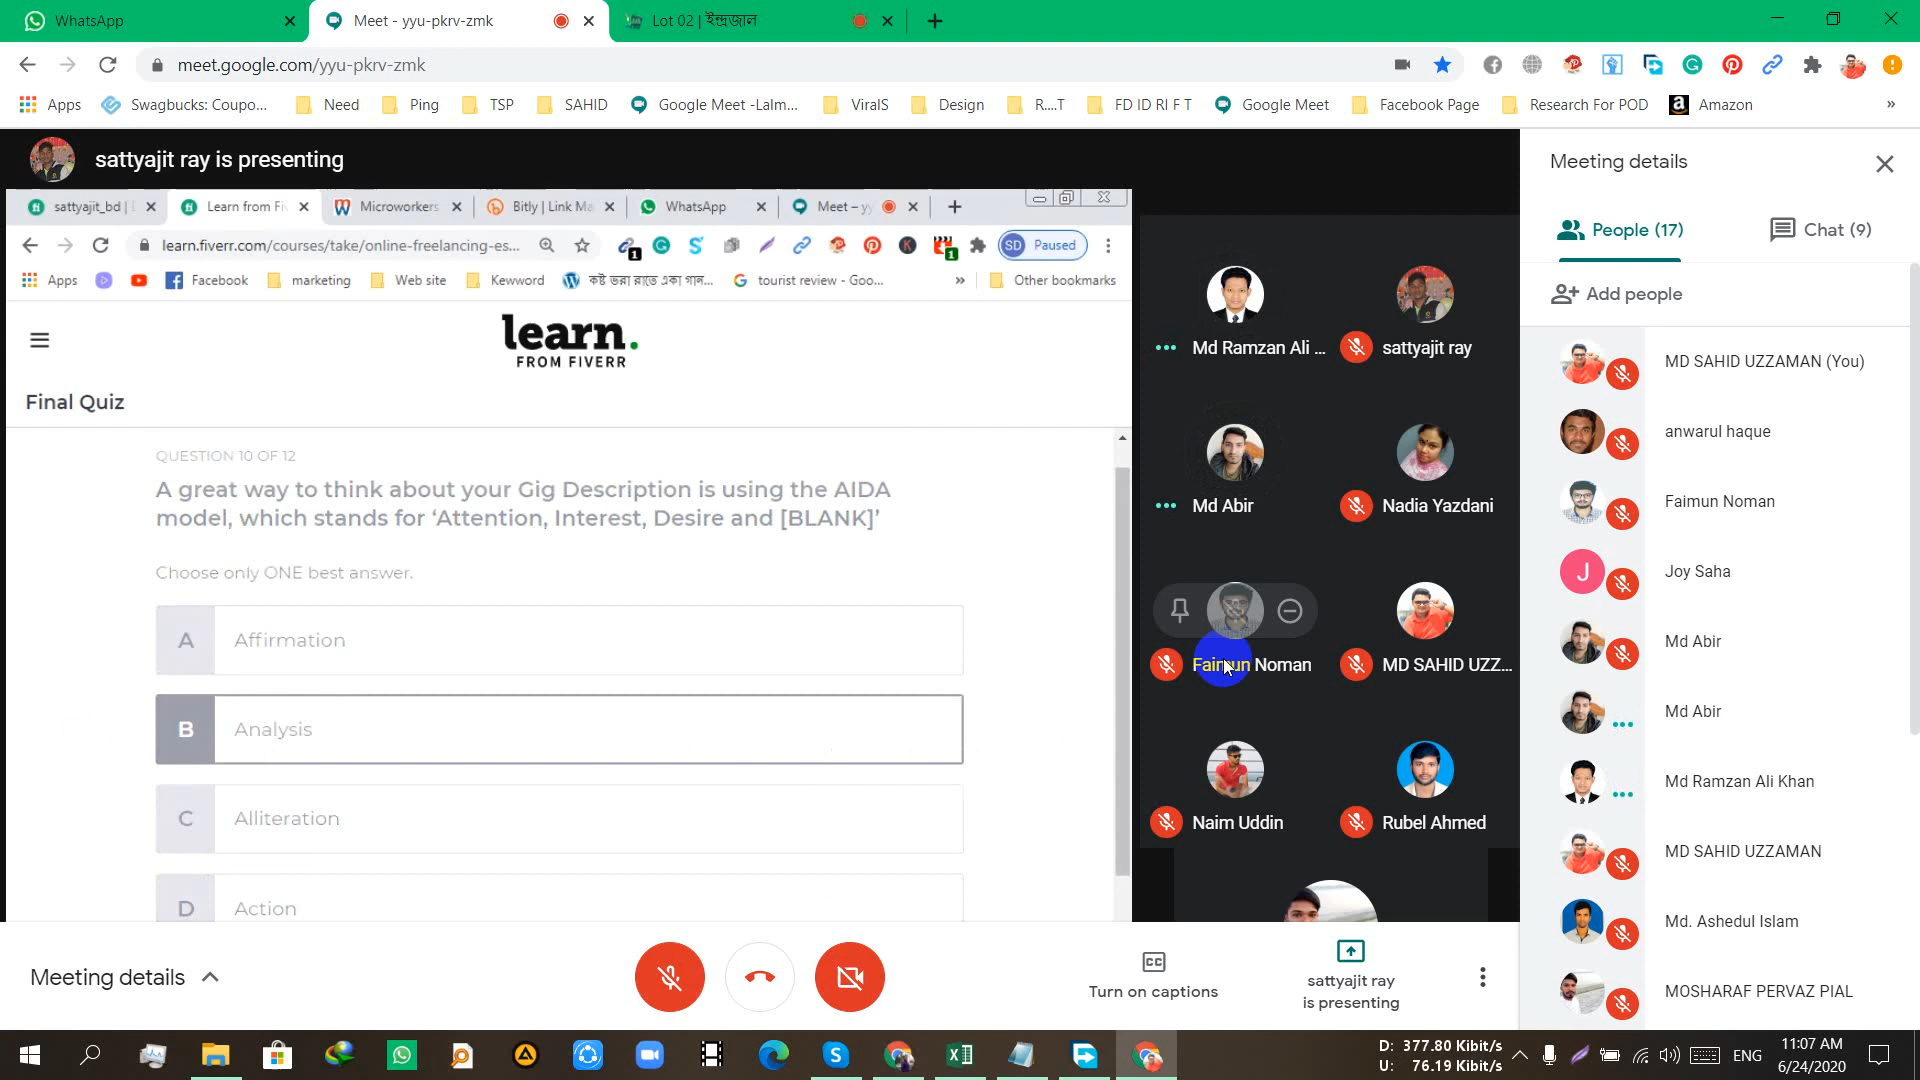 WhatsApp
Meet - yyu-pkrv-zmk
Lot 02 | ইন্দ্রজাল
meet.google.com/yyu-pkrv-zmk
Apps
Swagbucks: Coupo...
Need
Ping
TSP
SAHID
Google Meet -Lalm...
ViralS
Design
R....T
FD ID RI F T
Google Meet
Facebook Page
Research For POD
Amazon
»
sattyajit ray is presenting
sattyajit_bd |
Learn from Fi
Microworkers
Bitly | Link Ma
WhatsApp
Meet – yy
learn.fiverr.com/courses/take/online-freelancing-es...
SD Paused
Apps
Facebook
marketing
Web site
Kewword
কষ্ট ভরা রাতে একা গান...
tourist review - Goo...
»
Other bookmarks
learn.
FROM FIVERR
Final Quiz
QUESTION 10 OF 12
A great way to think about your Gig Description is using the AIDA
model, which stands for ‘Attention, Interest, Desire and [BLANK]’
Choose only ONE best answer.
A Affirmation
B Analysis
C Alliteration
D Action
Md Ramzan Ali ...
sattyajit ray
Md Abir
Nadia Yazdani
Faimun Noman
MD SAHID UZZ...
Naim Uddin
Rubel Ahmed
Meeting details
People (17)
Chat (9)
Add people
MD SAHID UZZAMAN (You)
anwarul haque
Faimun Noman
J Joy Saha
Md Abir
Md Abir
Md Ramzan Ali Khan
MD SAHID UZZAMAN
Md. Ashedul Islam
MOSHARAF PERVAZ PIAL
Meeting details
CC
Turn on captions
sattyajit ray
is presenting
D: 377.80 Kibit/s
U: 76.19 Kibit/s
ENG
11:07 AM
6/24/2020